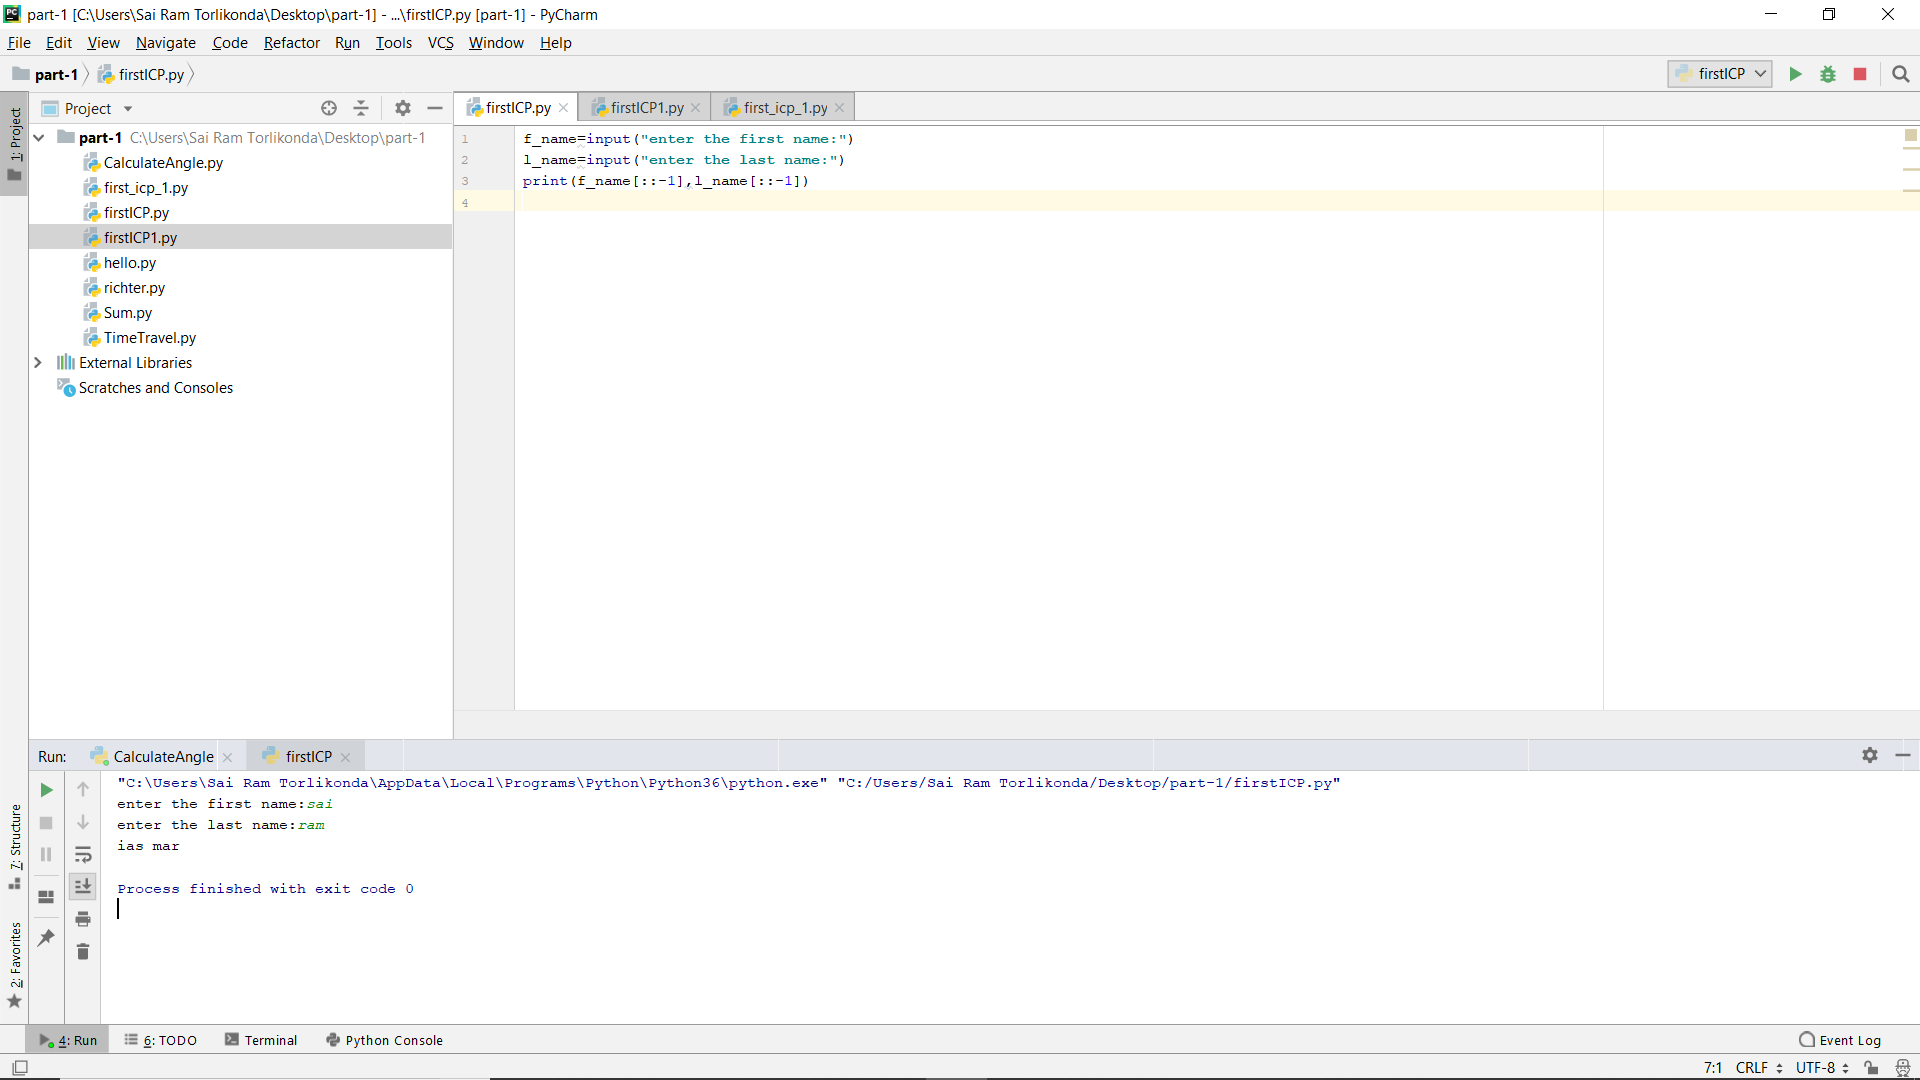 part-1 [C:\Users\Sai Ram Torlikonda\Desktop\part-1] - ...\firstICP.py [part-1] - PyCharm
File Edit View Navigate Code Refactor Run Tools VCS Window Help
part-1 firstICP.py firstICP
Project
firstICP.py firstICP1.py first_icp_1.py
1: Project
part-1 C:\Users\Sai Ram Torlikonda\Desktop\part-1
CalculateAngle.py
first_icp_1.py
firstICP.py
firstICP1.py
hello.py
richter.py
Sum.py
TimeTravel.py
External Libraries
Scratches and Consoles
1 f_name=input("enter the first name:")
2 l_name=input("enter the last name:")
3 print(f_name[::-1],l_name[::-1])
4
Run: CalculateAngle firstICP
"C:\Users\Sai Ram Torlikonda\AppData\Local\Programs\Python\Python36\python.exe" "C:/Users/Sai Ram Torlikonda/Desktop/part-1/firstICP.py"
enter the first name:sai
enter the last name:ram
ias mar
Process finished with exit code 0
7: Structure
2: Favorites
4: Run 6: TODO Terminal Python Console Event Log
7:1 CRLF UTF-8